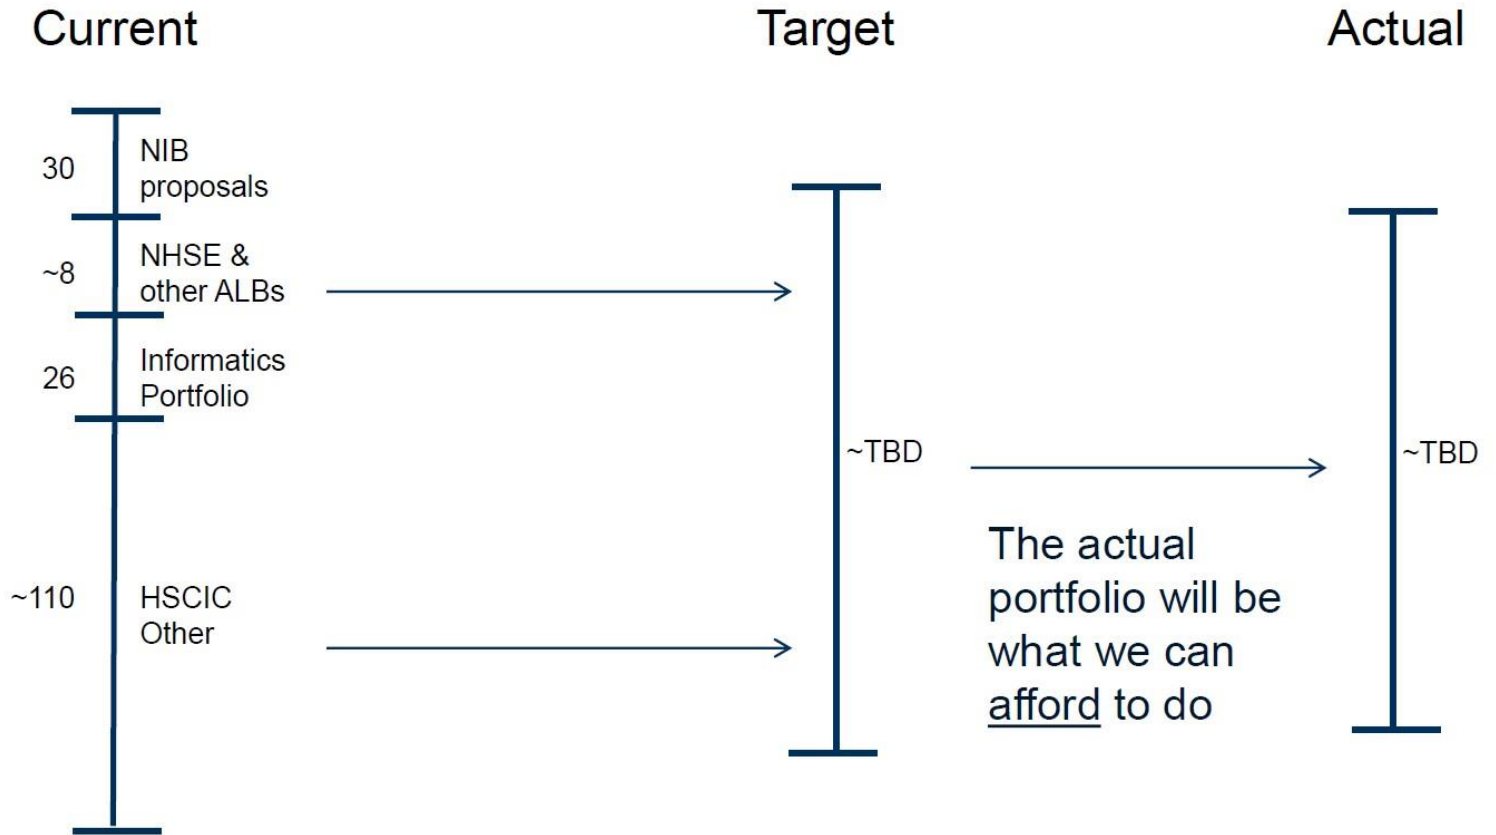 Current
Target
Actual
30
NIB
proposals
~8
NHSE &
other ALBs
26
Informatics
Portfolio
~110
HSCIC
Other
~TBD
The actual
portfolio will be
what we can
afford to do
~TBD